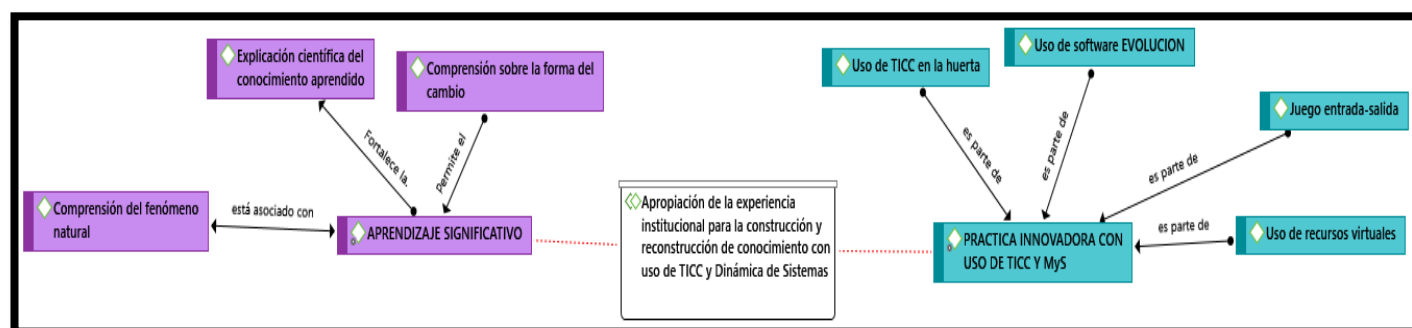 Explicación científica del
conocimiento aprendido
Comprensión sobre la forma del
cambio
Fortalece la.
Permite el
Comprensión del fenómeno
natural
está asociado con
APRENDIZAJE SIGNIFICATIVO
Apropiación de la experiencia
institucional para la construcción y
reconstrucción de conocimiento con
uso de TICC y Dinámica de Sistemas
Uso de TICC en la huerta
Uso de software EVOLUCION
Juego entrada-salida
es parte de
es parte de
es parte de
es parte de
PRACTICA INNOVADORA CON
USO DE TICC Y MyS
Uso de recursos virtuales